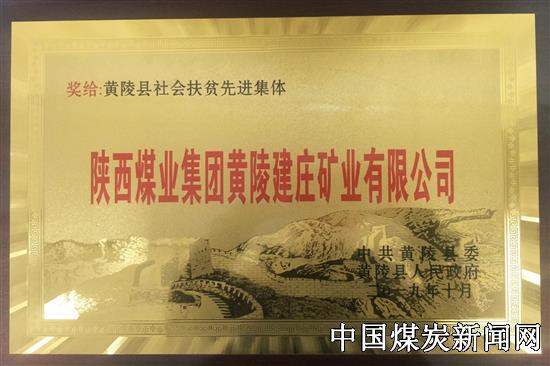 奖给:黄陵县社会扶贫先进集体
陕西煤业集团黄陵建庄矿业有限公司
中共黄陵县委
黄陵县人民政府
二〇一九年十月
中国煤炭新闻网